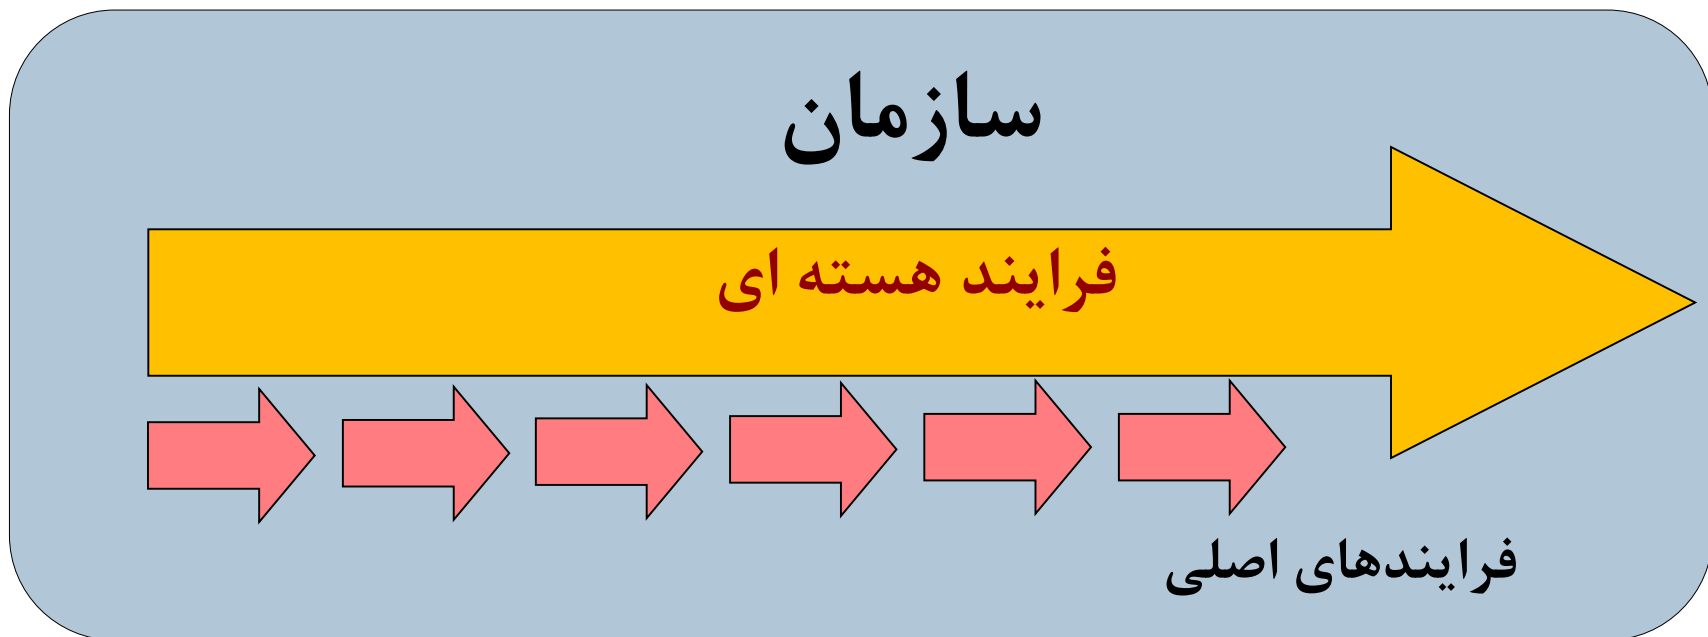 سازمان
فرایند هسته ای
فرایندهای اصلی